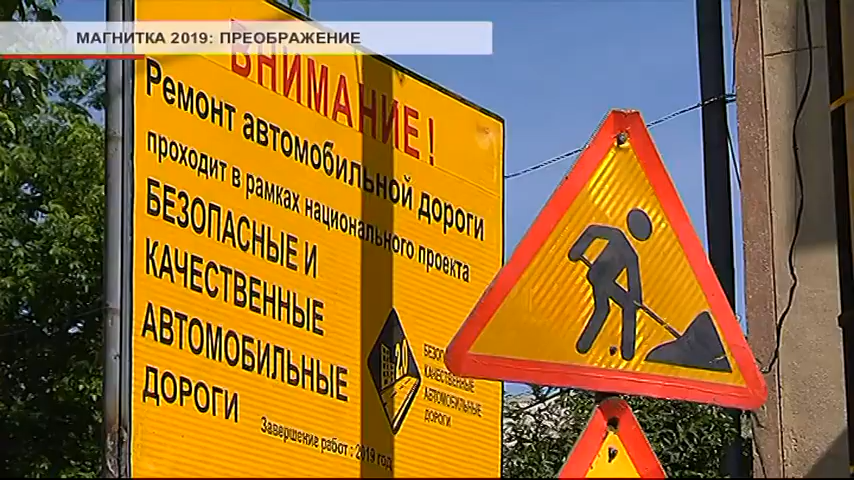 МАГНИТКА 2019: ПРЕОБРАЖЕНИЕ
ВНИМАНИЕ!
Ремонт автомобильной дороги
проходит в рамках национального проекта
БЕЗОПАСНЫЕ И
КАЧЕСТВЕННЫЕ
АВТОМОБИЛЬНЫЕ
ДОРОГИ
20
КАЧЕСТВЕННЫЕ
АВТОМОБИЛЬНЫЕ
ДОРОГИ
Завершение работ : 2019 год